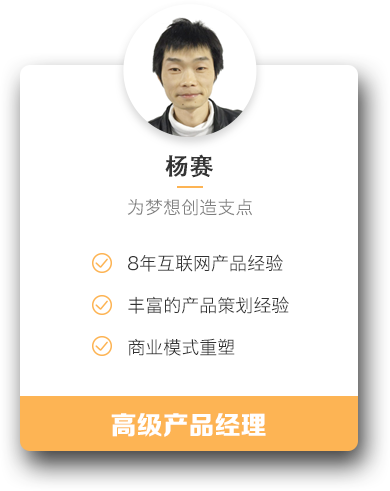 杨赛
为梦想创造支点
8年互联网产品经验
丰富的产品策划经验
商业模式重塑
高级产品经理